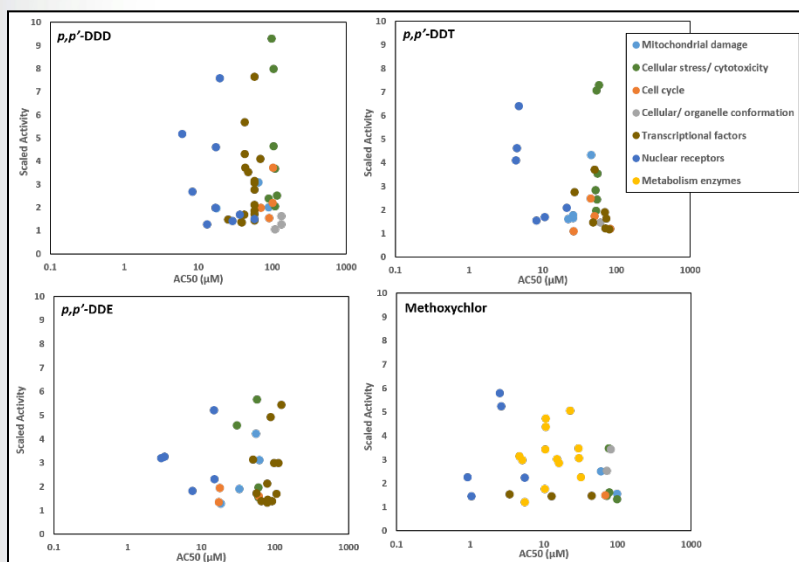 p,p′-DDD
10
9
8
7
6
5
4
3
2
1
0
Scaled Activity
0.1 1 10 100 1000
AC50 (µM)
p,p′-DDT
10
9
8
7
6
5
4
3
2
1
0
Scaled Activity
0.1 1 10 100 1000
AC50 (µM)
Mitochondrial damage
Cellular stress/ cytotoxicity
Cell cycle
Cellular/ organelle conformation
Transcriptional factors
Nuclear receptors
Metabolism enzymes
p,p′-DDE
10
9
8
7
6
5
4
3
2
1
0
Scaled Activity
0.1 1 10 100 1000
AC50 (µM)
Methoxychlor
10
9
8
7
6
5
4
3
2
1
0
Scaled Activity
0.1 1 10 100 1000
AC50 (µM)